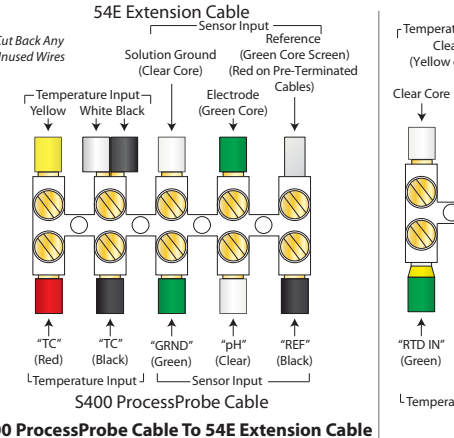 54E Extension Cable
Sensor Input
Cut Back Any
Unused Wires
Solution Ground
(Clear Core)
Reference
(Green Core Screen)
(Red on Pre-Terminated
Cables)
Temperature Input
Yellow
White Black
Electrode
(Green Core)
"TC"
(Red)
"TC"
(Black)
"GRND"
(Green)
"pH"
(Clear)
"REF"
(Black)
Temperature Input
Sensor Input
S400 ProcessProbe Cable
ProcessProbe Cable To 54E Extension Cable
(Yellow
Clear Core
"RTD IN"
(Green)